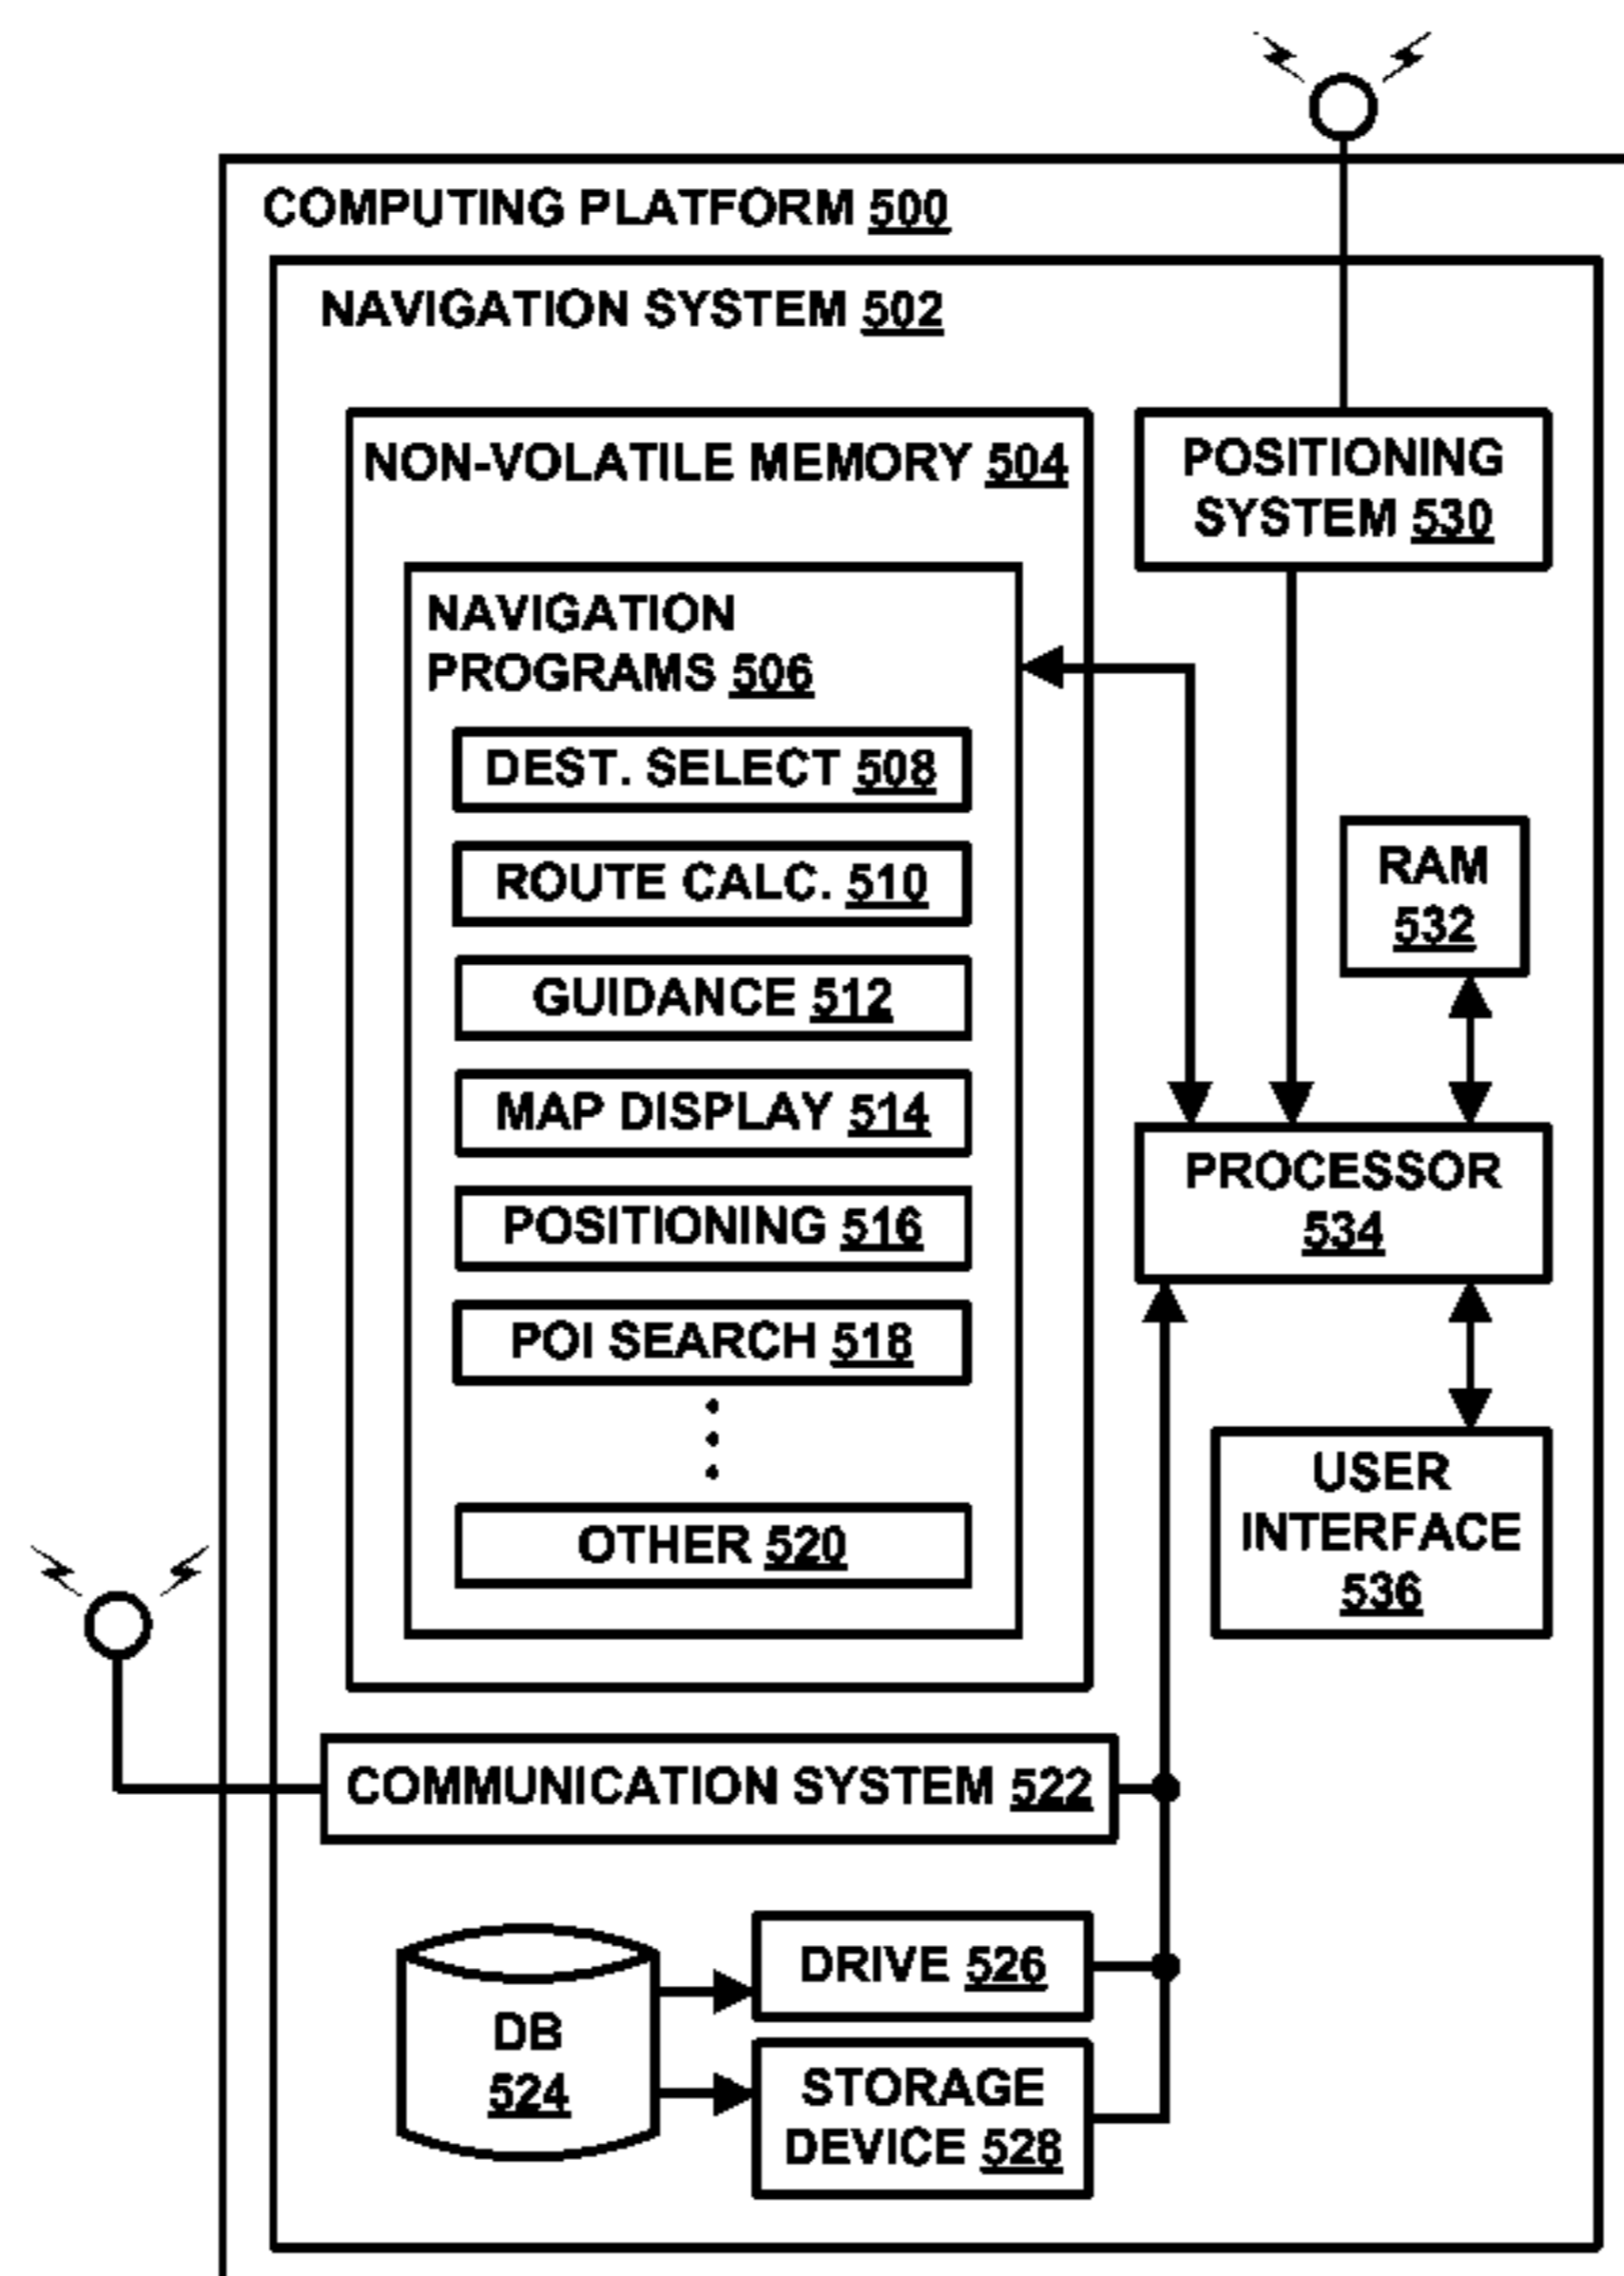 COMPUTING PLATFORM 500
NAVIGATION SYSTEM 502
NON-VOLATILE MEMORY 504
NAVIGATION
PROGRAMS 506
DEST. SELECT 508
ROUTE CALC. 510
GUIDANCE 512
MAP DISPLAY 514
POSITIONING 516
POI SEARCH 518
OTHER 520
POSITIONING
SYSTEM 530
RAM
532
PROCESSOR
534
USER
INTERFACE
536
COMMUNICATION SYSTEM 522
DB
524
DRIVE 526
STORAGE
DEVICE 528